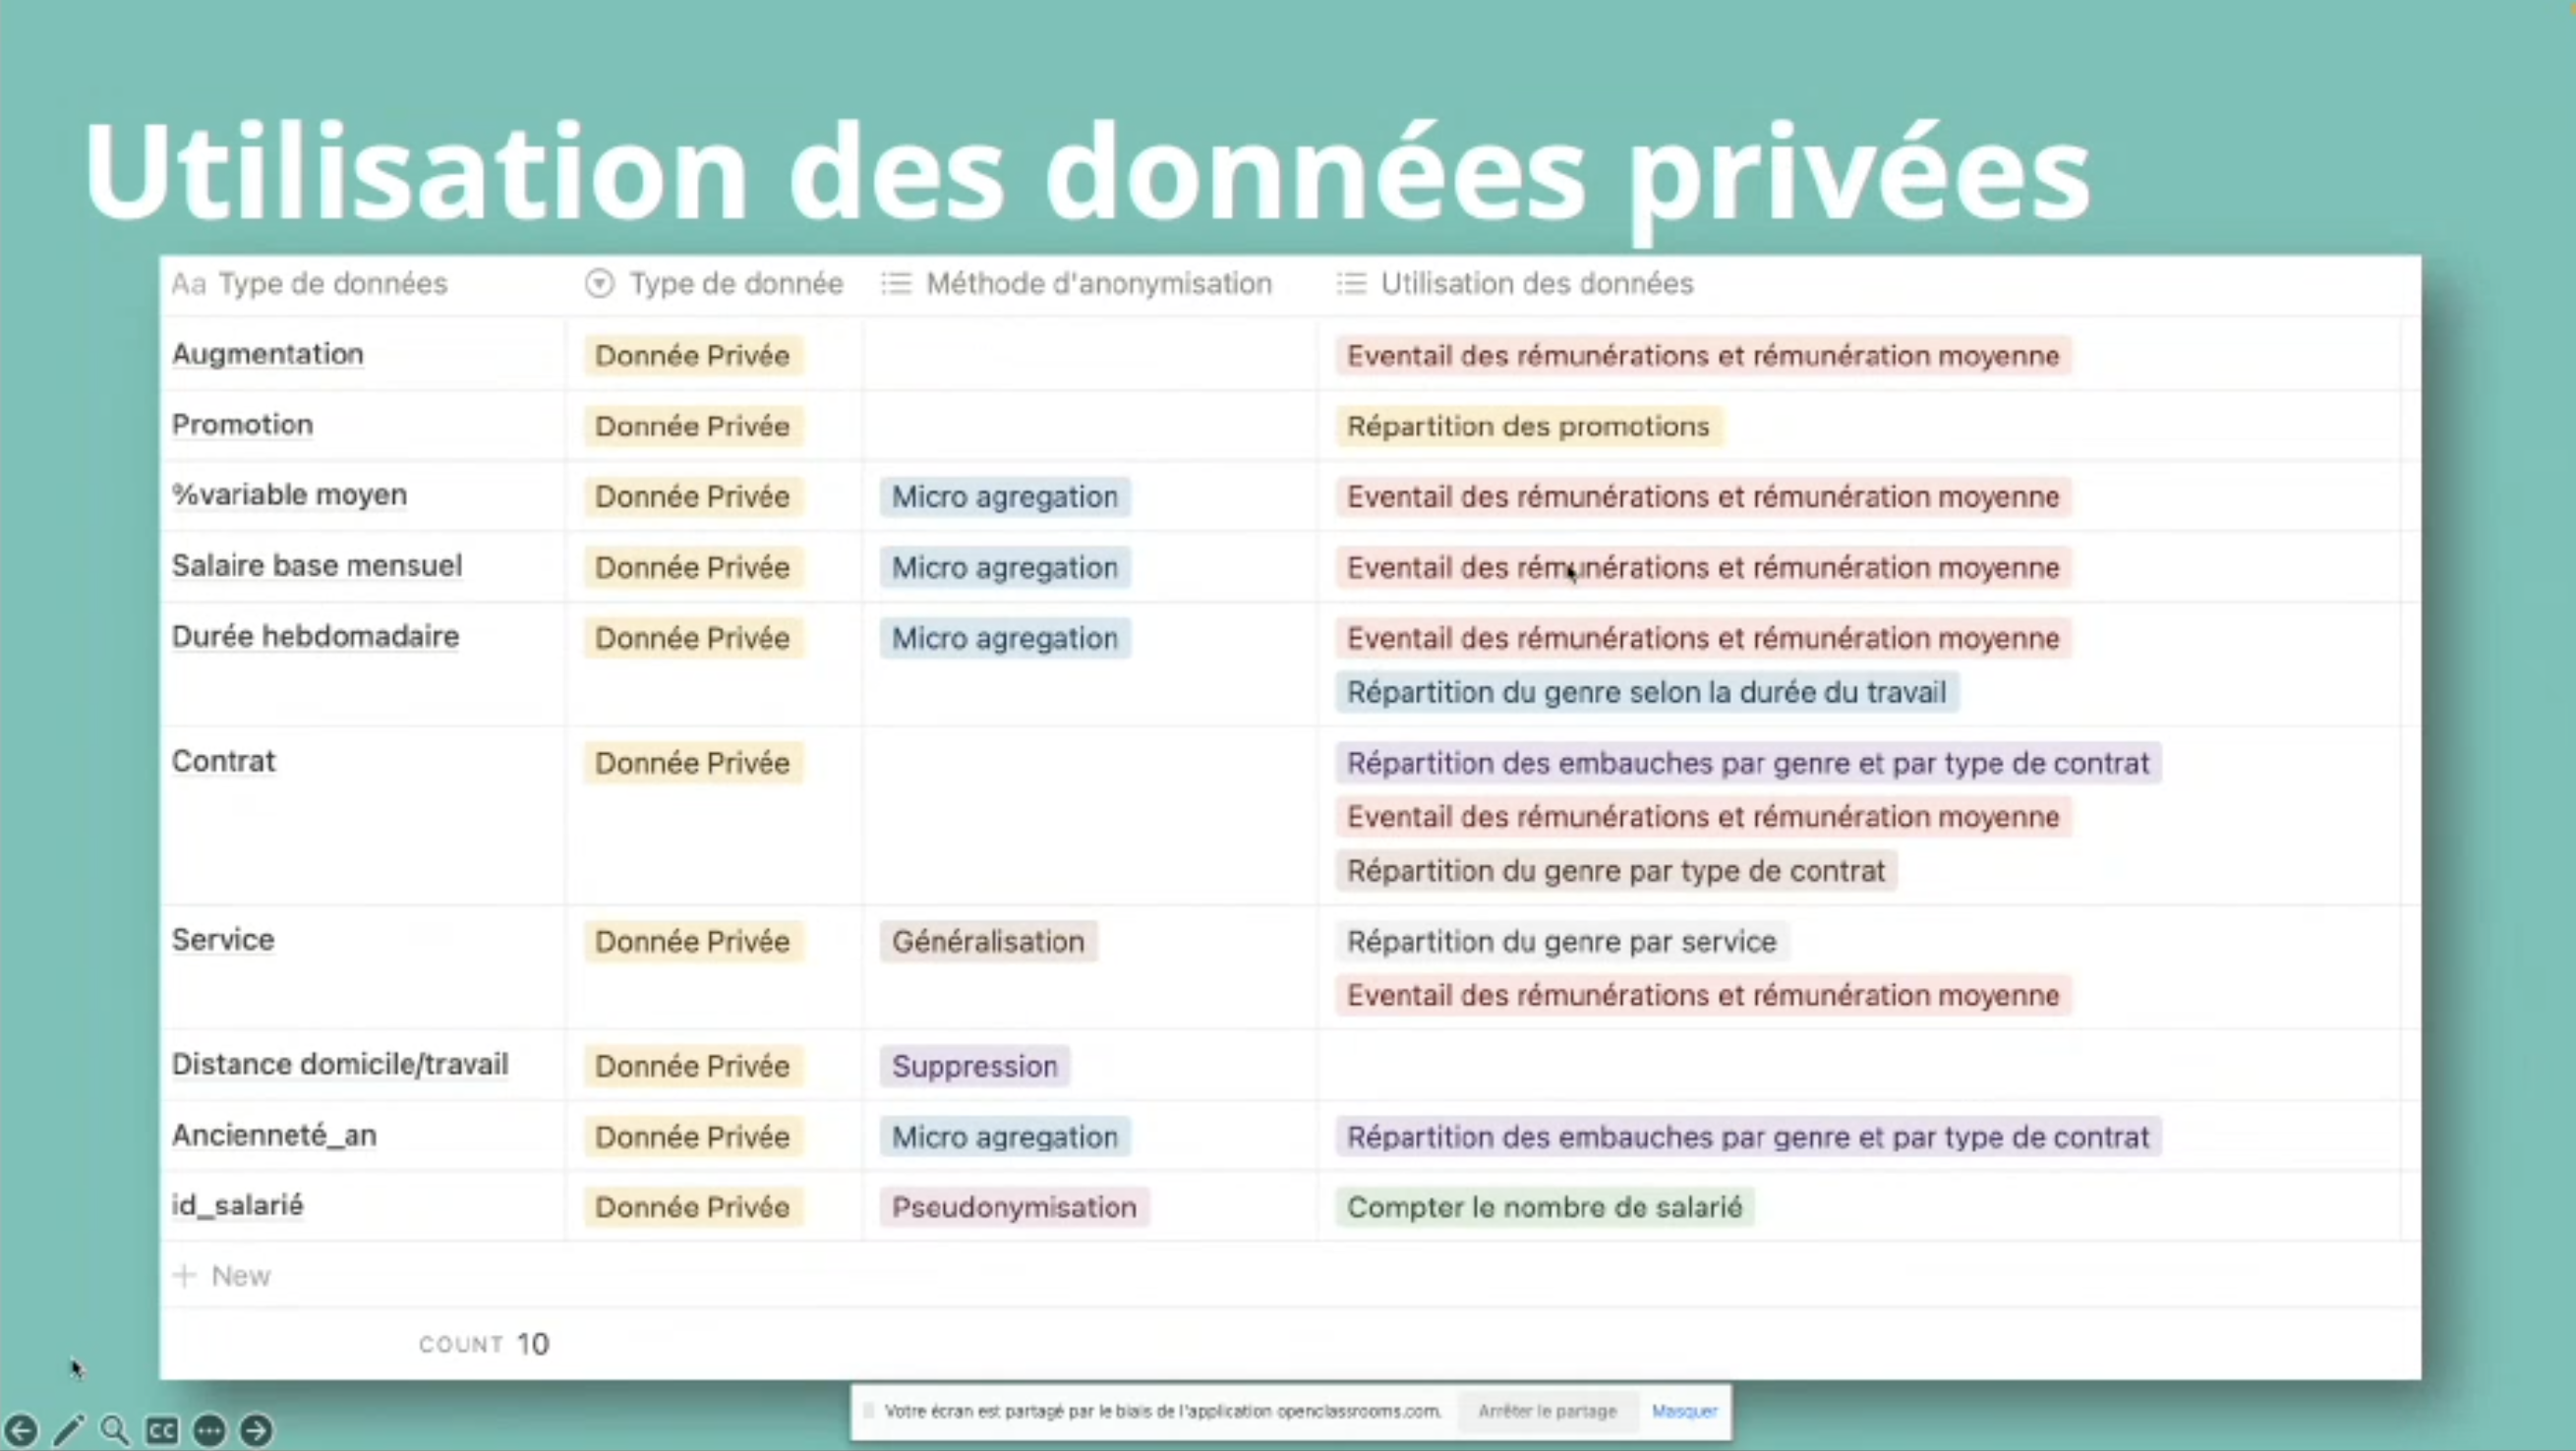 Utilisation des données privées
Aa Type de données Type de donnée Méthode d'anonymisation Utilisation des données
Augmentation Donnée Privée Eventail des rémunérations et rémunération moyenne
Promotion Donnée Privée Répartition des promotions
%variable moyen Donnée Privée Micro agregation Eventail des rémunérations et rémunération moyenne
Salaire base mensuel Donnée Privée Micro agregation Eventail des rémunérations et rémunération moyenne
Durée hebdomadaire Donnée Privée Micro agregation Eventail des rémunérations et rémunération moyenne
Répartition du genre selon la durée du travail
Contrat Donnée Privée Répartition des embauches par genre et par type de contrat
Eventail des rémunérations et rémunération moyenne
Répartition du genre par type de contrat
Service Donnée Privée Généralisation Répartition du genre par service
Eventail des rémunérations et rémunération moyenne
Distance domicile/travail Donnée Privée Suppression
Ancienneté_an Donnée Privée Micro agregation Répartition des embauches par genre et par type de contrat
id_salarié Donnée Privée Pseudonymisation Compter le nombre de salarié
+ New
COUNT 10
Votre écran est partagé par le biais de l'application openclassrooms.com. Arrêter le partage Masquer
CC